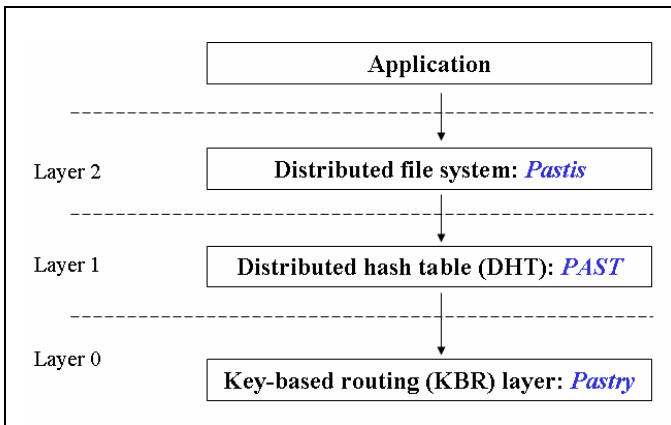 Application
Layer 2
Distributed file system: Pastis
Layer 1
Distributed hash table (DHT): PAST
Layer 0
Key-based routing (KBR) layer: Pastry